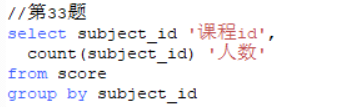 //第33题
select subject_id '课程id',
count(subject_id) '人数'
from score
group by subject_id